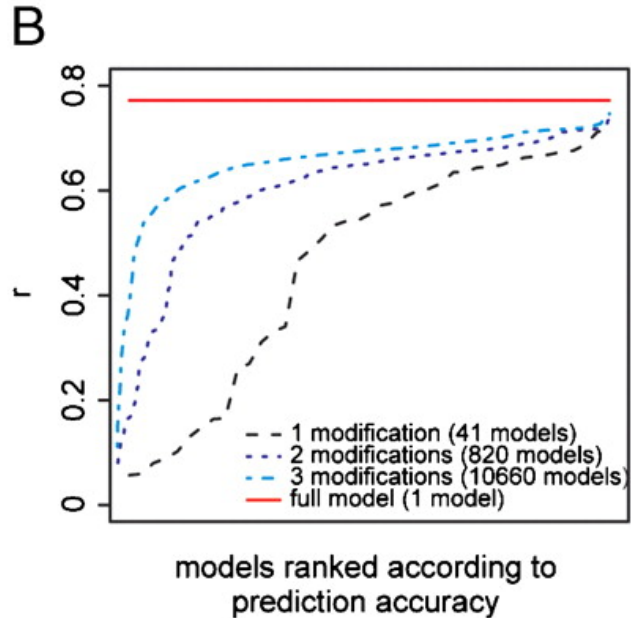 B
0.8
0.6
0.4
0.2
0
r
1 modification (41 models)
2 modifications (820 models)
3 modifications (10660 models)
full model (1 model)
models ranked according to
prediction accuracy